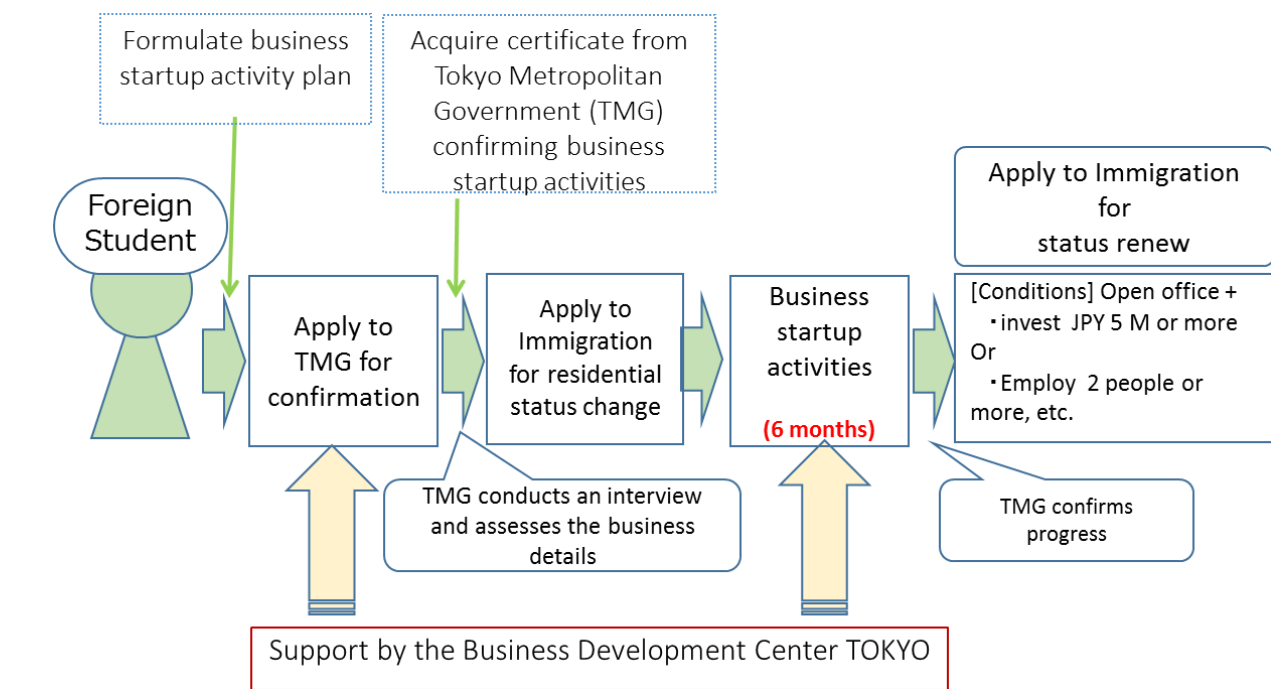 Formulate business
startup activity plan
Acquire certificate from
Tokyo Metropolitan
Government (TMG)
confirming business
startup activities
Foreign
Student
Apply to
TMG for
confirmation
Apply to
Immigration
for residential
status change
Business
startup
activities
(6 months)
Apply to Immigration
for
status renew
[Conditions] Open office +
・invest JPY 5 M or more
Or
・Employ 2 people or
more, etc.
TMG conducts an interview
and assesses the business
details
TMG confirms
progress
Support by the Business Development Center TOKYO